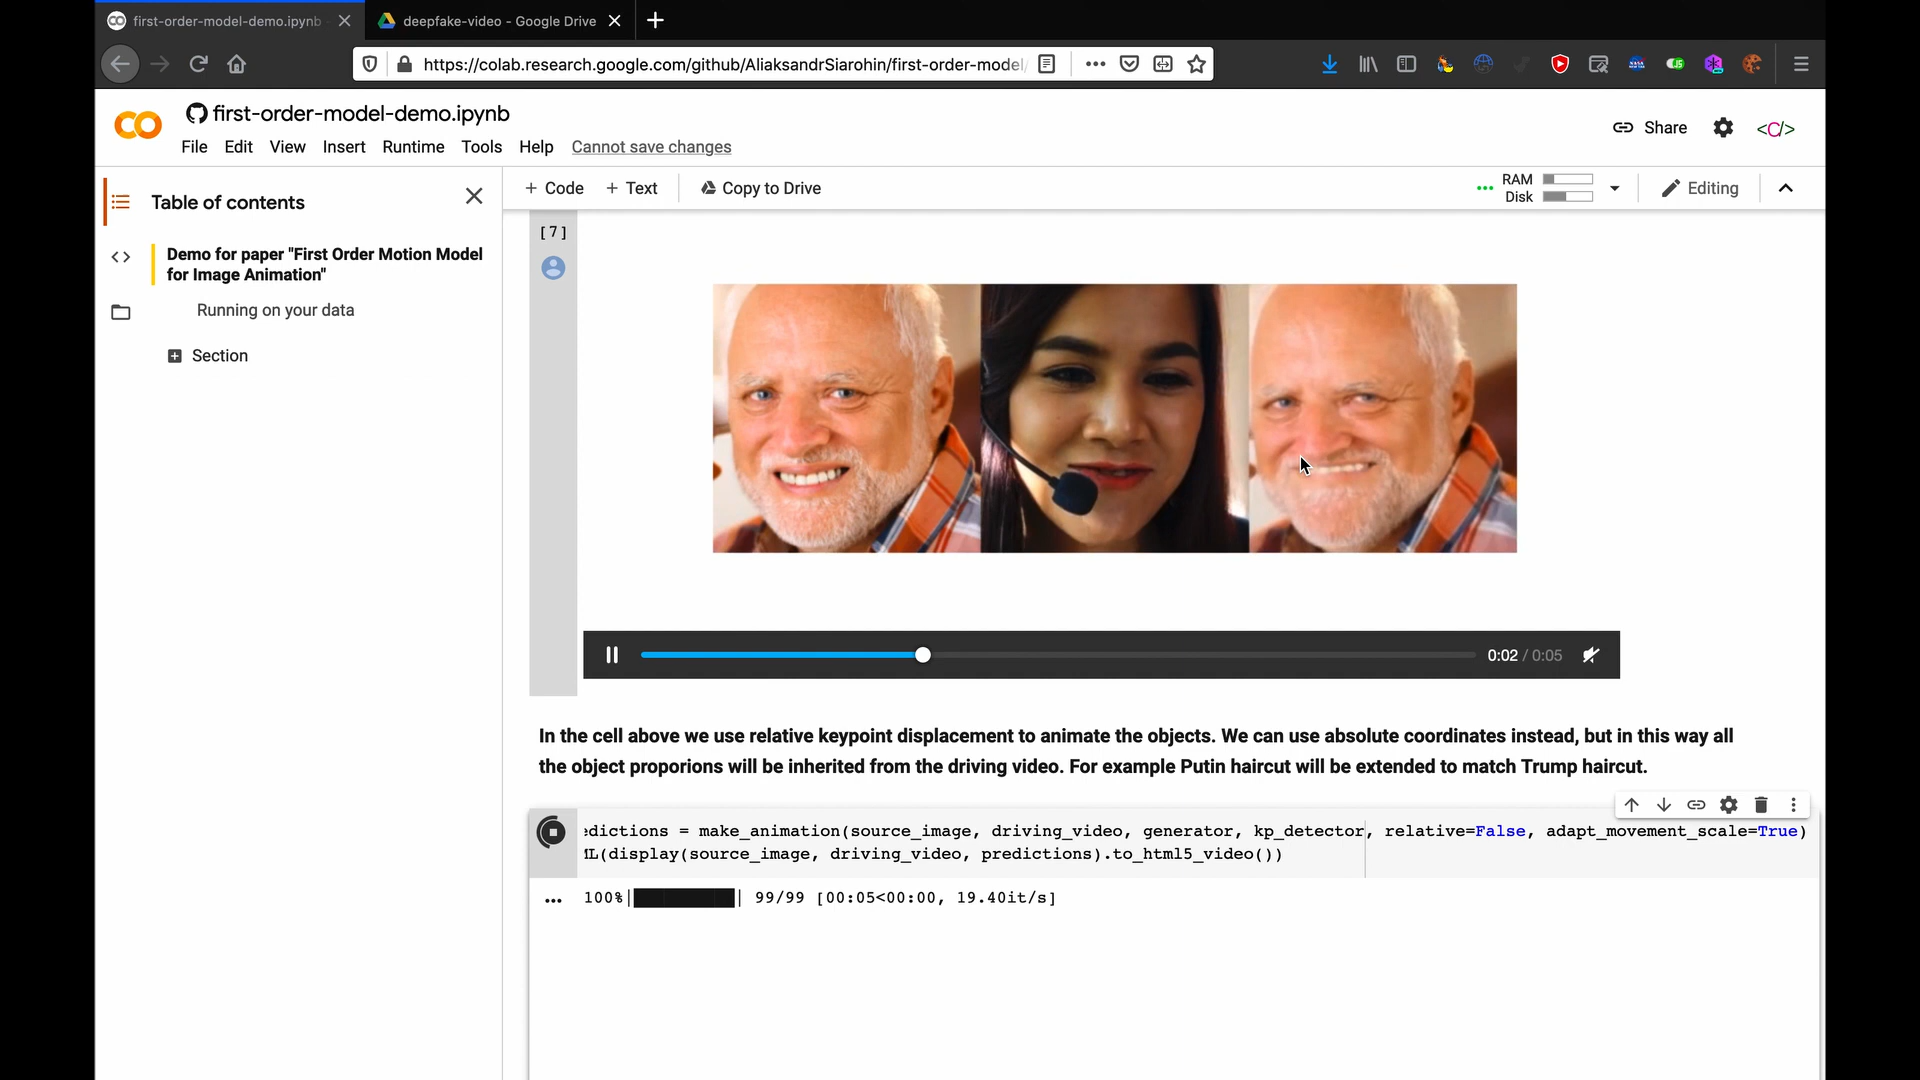 first-order-model-demo.ipynb
deepfake-video - Google Drive
https://colab.research.google.com/github/AliaksandrSiarohin/first-order-model/
first-order-model-demo.ipynb
Share
File Edit View Insert Runtime Tools Help Cannot save changes
Table of contents
+ Code + Text Copy to Drive
RAM
Disk
Editing
Demo for paper "First Order Motion Model
for Image Animation"
Running on your data
Section
[7]
0:02 / 0:05
In the cell above we use relative keypoint displacement to animate the objects. We can use absolute coordinates instead, but in this way all
the object proporions will be inherited from the driving video. For example Putin haircut will be extended to match Trump haircut.
edictions = make_animation(source_image, driving_video, generator, kp_detector, relative=False, adapt_movement_scale=True)
ML(display(source_image, driving_video, predictions).to_html5_video())
100%| | 99/99 [00:05<00:00, 19.40it/s]